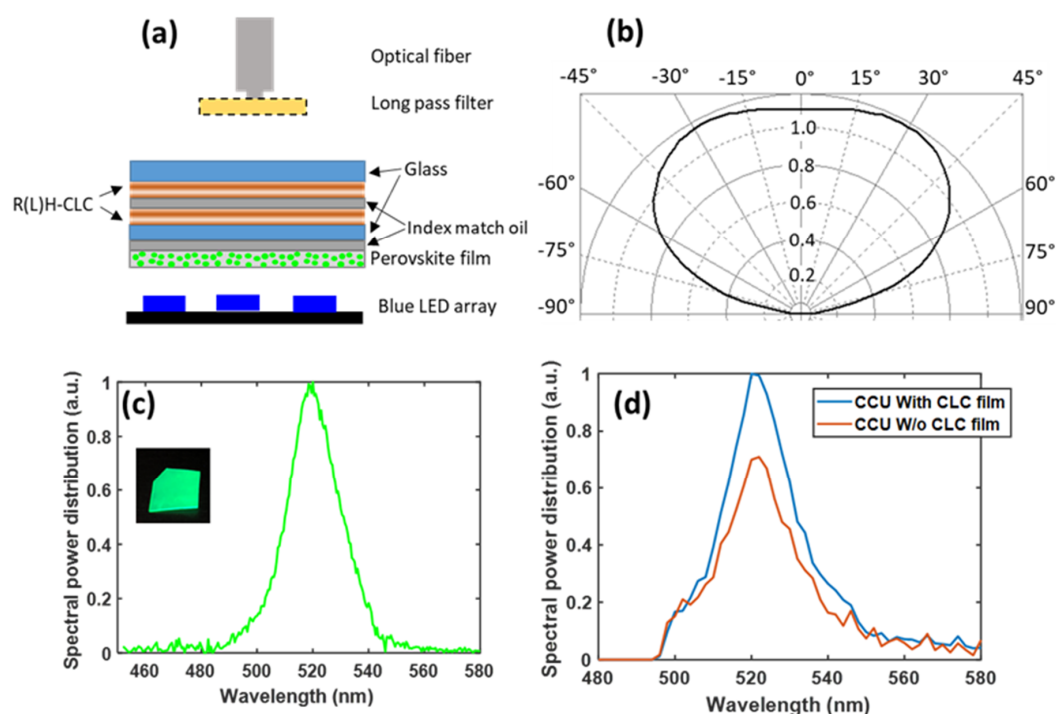 (a)
Optical fiber
Long pass filter
Glass
R(L)H-CLC
Index match oil
Perovskite film
Blue LED array
(b)
-45° -30° -15° 0° 15° 30° 45°
1.0
-60° 0.8 60°
0.6
-75° 0.4 75°
0.2
-90° 90°
(c)
Spectral power distribution (a.u.)
1
0.8
0.6
0.4
0.2
0
460 480 500 520 540 560 580
Wavelength (nm)
(d)
CCU With CLC film
CCU W/o CLC film
Spectral power distribution (a.u.)
1
0.8
0.6
0.4
0.2
0
480 500 520 540 560 580
Wavelength (nm)